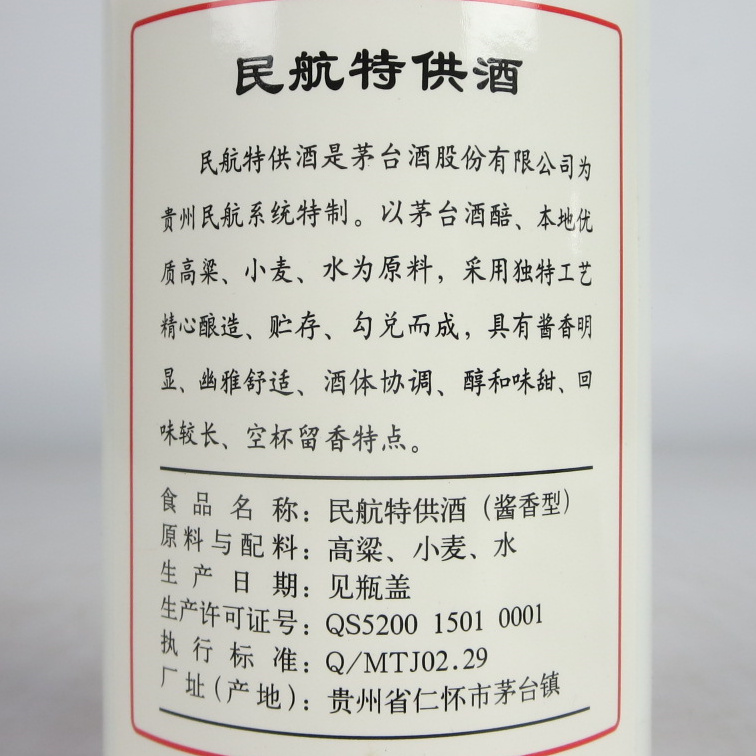 民航特供酒
民航特供酒是茅台酒股份有限公司为
贵州民航系统特制。以茅台酒醅、本地优
质高粱、小麦、水为原料，采用独特工艺
精心酿造、贮存、勾兑而成，具有酱香明
显、幽雅舒适、酒体协调、醇和味甜、回
味较长、空杯留香特点。
食品名称：民航特供酒（酱香型）
原料与配料：高粱、小麦、水
生产日期：见瓶盖
生产许可证号：QS5200 1501 0001
执行标准：Q/MTJ02.29
厂址(产地)：贵州省仁怀市茅台镇